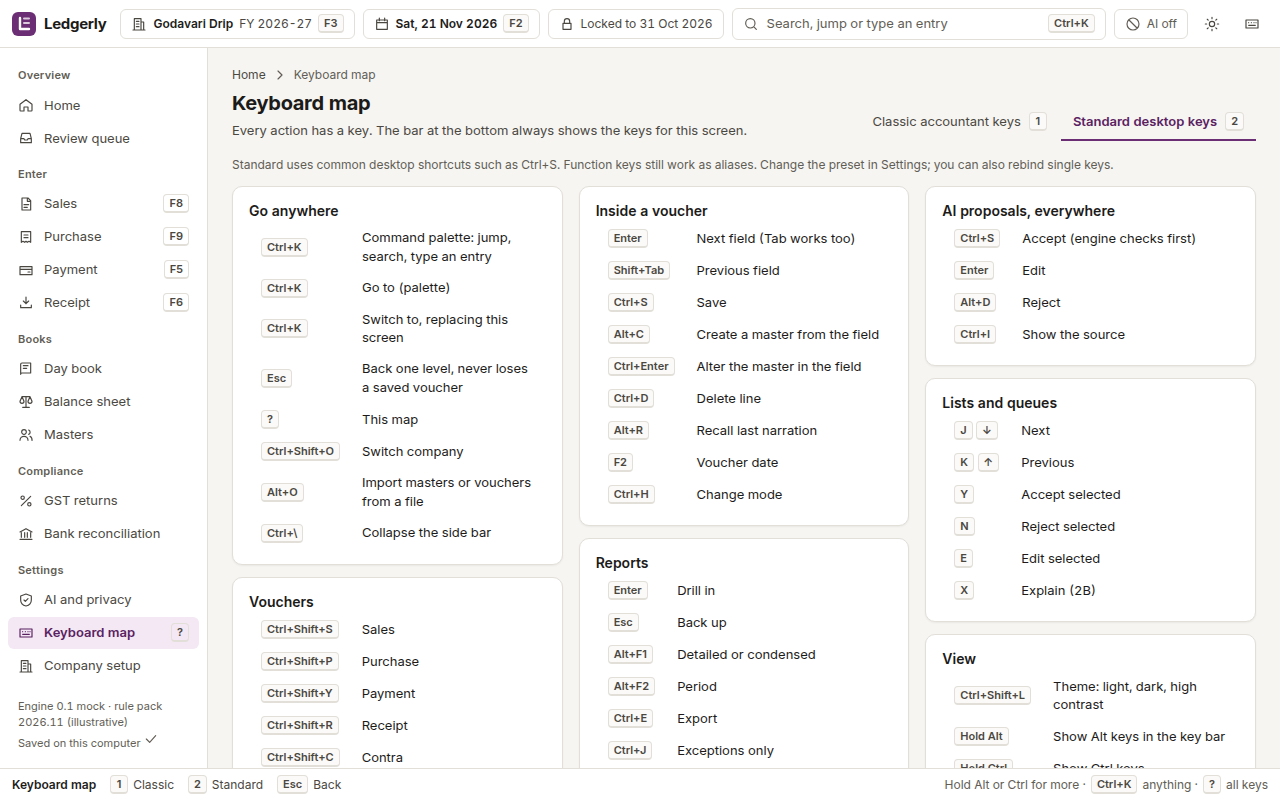 Ledgerly
Godavari Drip FY 2026-27 F3
Sat, 21 Nov 2026 F2
Locked to 31 Oct 2026
Search, jump or type an entry Ctrl+K
AI off
Overview
Home
Review queue
Enter
Sales F8
Purchase F9
Payment F5
Receipt F6
Books
Day book
Balance sheet
Masters
Compliance
GST returns
Bank reconciliation
Settings
AI and privacy
Keyboard map ?
Company setup
Engine 0.1 mock · rule pack
2026.11 (illustrative)
Saved on this computer
Home > Keyboard map
Keyboard map
Every action has a key. The bar at the bottom always shows the keys for this screen.
Classic accountant keys 1
Standard desktop keys 2
Standard uses common desktop shortcuts such as Ctrl+S. Function keys still work as aliases. Change the preset in Settings; you can also rebind single keys.
Go anywhere
Ctrl+K Command palette: jump,
search, type an entry
Ctrl+K Go to (palette)
Ctrl+K Switch to, replacing this
screen
Esc Back one level, never loses
a saved voucher
? This map
Ctrl+Shift+O Switch company
Alt+O Import masters or vouchers
from a file
Ctrl+\ Collapse the side bar
Vouchers
Ctrl+Shift+S Sales
Ctrl+Shift+P Purchase
Ctrl+Shift+Y Payment
Ctrl+Shift+R Receipt
Ctrl+Shift+C Contra
Inside a voucher
Enter Next field (Tab works too)
Shift+Tab Previous field
Ctrl+S Save
Alt+C Create a master from the field
Ctrl+Enter Alter the master in the field
Ctrl+D Delete line
Alt+R Recall last narration
F2 Voucher date
Ctrl+H Change mode
Reports
Enter Drill in
Esc Back up
Alt+F1 Detailed or condensed
Alt+F2 Period
Ctrl+E Export
Ctrl+J Exceptions only
AI proposals, everywhere
Ctrl+S Accept (engine checks first)
Enter Edit
Alt+D Reject
Ctrl+I Show the source
Lists and queues
J ↓ Next
K ↑ Previous
Y Accept selected
N Reject selected
E Edit selected
X Explain (2B)
View
Ctrl+Shift+L Theme: light, dark, high
contrast
Hold Alt Show Alt keys in the key bar
Hold Ctrl Show Ctrl keys
Keyboard map 1 Classic 2 Standard Esc Back
Hold Alt or Ctrl for more · Ctrl+K anything · ? all keys